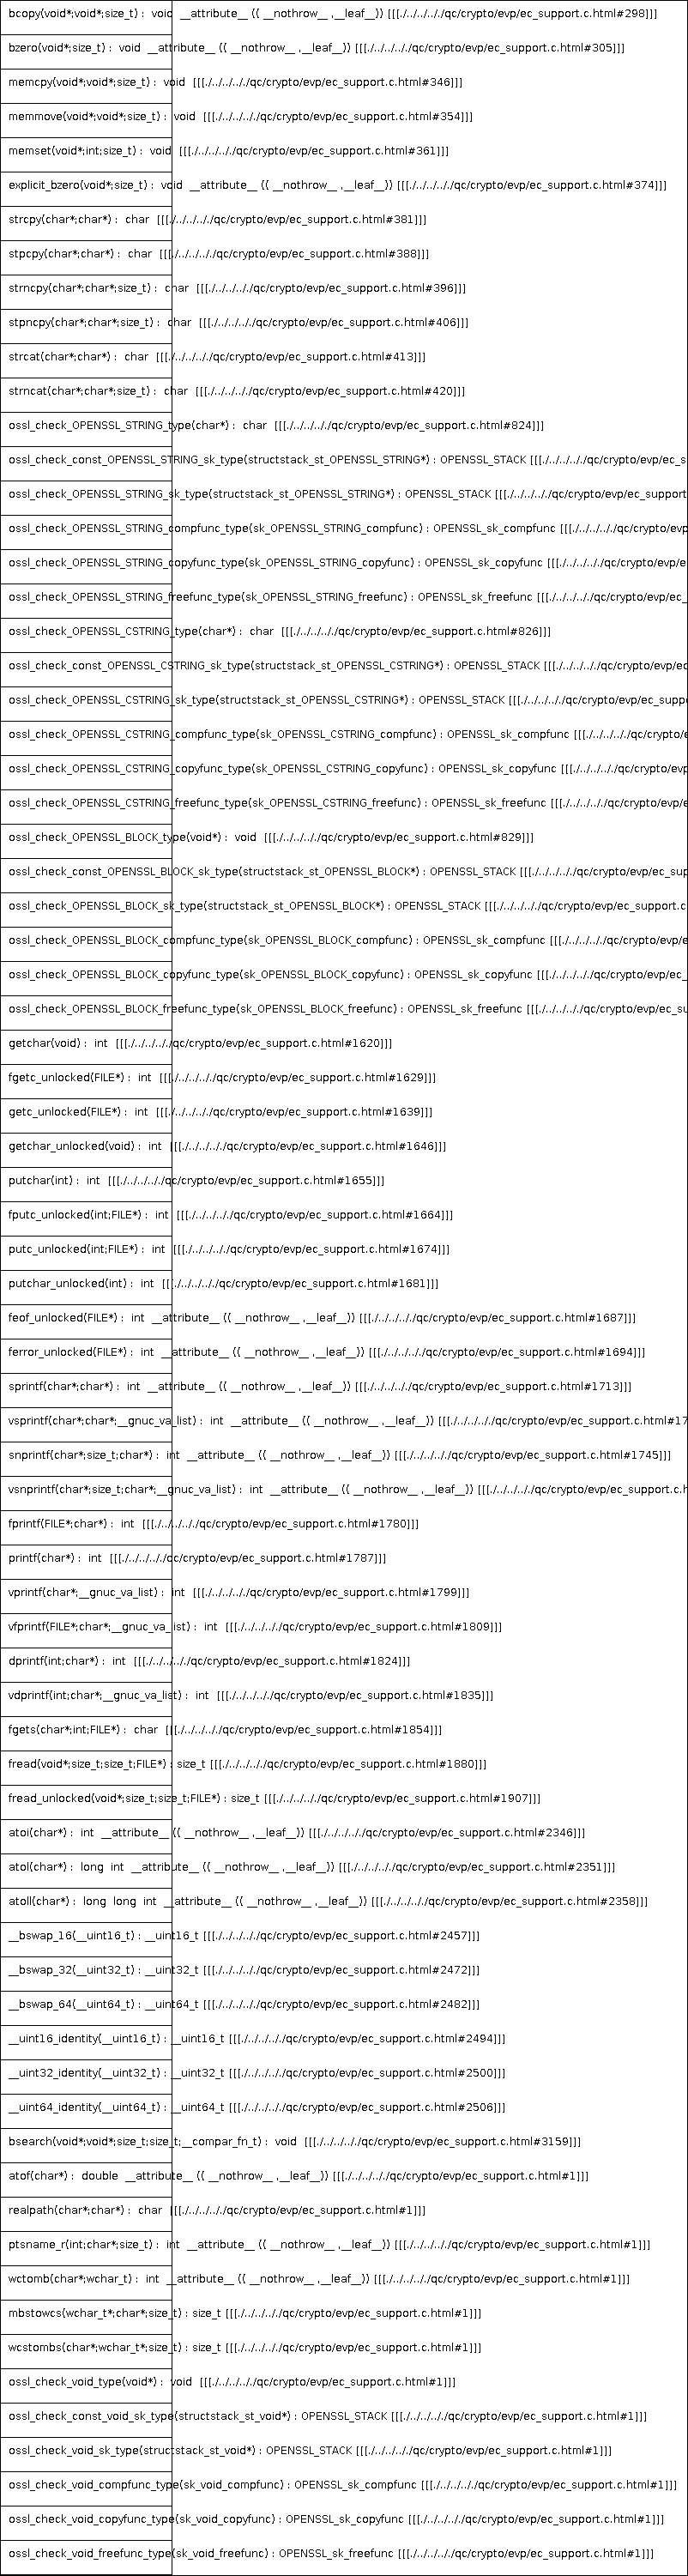 bcopy(void*;void*;size_t) :  void  __attribute__ (( __nothrow__ ,__leaf__)) [[[./../../../qc/crypto/evp/ec_support.c.html#298]]]
bzero(void*;size_t) :  void  __attribute__ (( __nothrow__ ,__leaf__)) [[[./../../../qc/crypto/evp/ec_support.c.html#305]]]
memcpy(void*;void*;size_t) :  void  [[[./../../../qc/crypto/evp/ec_support.c.html#346]]]
memmove(void*;void*;size_t) :  void  [[[./../../../qc/crypto/evp/ec_support.c.html#354]]]
memset(void*;int;size_t) :  void  [[[./../../../qc/crypto/evp/ec_support.c.html#361]]]
explicit_bzero(void*;size_t) :  void  __attribute__ (( __nothrow__ ,__leaf__)) [[[./../../../qc/crypto/evp/ec_support.c.html#374]]]
strcpy(char*;char*) :  char  [[[./../../../qc/crypto/evp/ec_support.c.html#381]]]
stpcpy(char*;char*) :  char  [[[./../../../qc/crypto/evp/ec_support.c.html#388]]]
strncpy(char*;char*;size_t) :  char  [[[./../../../qc/crypto/evp/ec_support.c.html#396]]]
stpncpy(char*;char*;size_t) :  char  [[[./../../../qc/crypto/evp/ec_support.c.html#406]]]
strcat(char*;char*) :  char  [[[./../../../qc/crypto/evp/ec_support.c.html#413]]]
strncat(char*;char*;size_t) :  char  [[[./../../../qc/crypto/evp/ec_support.c.html#420]]]
ossl_check_OPENSSL_STRING_type(char*) :  char  [[[./../../../qc/crypto/evp/ec_support.c.html#824]]]
ossl_check_const_OPENSSL_STRING_sk_type(structstack_st_OPENSSL_STRING*) : OPENSSL_STACK [[[./../../../qc/crypto/evp/ec_s
ossl_check_OPENSSL_STRING_sk_type(structstack_st_OPENSSL_STRING*) : OPENSSL_STACK [[[./../../../qc/crypto/evp/ec_support
ossl_check_OPENSSL_STRING_compfunc_type(sk_OPENSSL_STRING_compfunc) : OPENSSL_sk_compfunc [[[./../../../qc/crypto/evp
ossl_check_OPENSSL_STRING_copyfunc_type(sk_OPENSSL_STRING_copyfunc) : OPENSSL_sk_copyfunc [[[./../../../qc/crypto/evp/e
ossl_check_OPENSSL_STRING_freefunc_type(sk_OPENSSL_STRING_freefunc) : OPENSSL_sk_freefunc [[[./../../../qc/crypto/evp/ec_
ossl_check_OPENSSL_CSTRING_type(char*) :  char  [[[./../../../qc/crypto/evp/ec_support.c.html#826]]]
ossl_check_const_OPENSSL_CSTRING_sk_type(structstack_st_OPENSSL_CSTRING*) : OPENSSL_STACK [[[./../../../qc/crypto/evp/ec
ossl_check_OPENSSL_CSTRING_sk_type(structstack_st_OPENSSL_CSTRING*) : OPENSSL_STACK [[[./../../../qc/crypto/evp/ec_supp
ossl_check_OPENSSL_CSTRING_compfunc_type(sk_OPENSSL_CSTRING_compfunc) : OPENSSL_sk_compfunc [[[./../../../qc/crypto/e
ossl_check_OPENSSL_CSTRING_copyfunc_type(sk_OPENSSL_CSTRING_copyfunc) : OPENSSL_sk_copyfunc [[[./../../../qc/crypto/evp
ossl_check_OPENSSL_CSTRING_freefunc_type(sk_OPENSSL_CSTRING_freefunc) : OPENSSL_sk_freefunc [[[./../../../qc/crypto/evp/e
ossl_check_OPENSSL_BLOCK_type(void*) :  void  [[[./../../../qc/crypto/evp/ec_support.c.html#829]]]
ossl_check_const_OPENSSL_BLOCK_sk_type(structstack_st_OPENSSL_BLOCK*) : OPENSSL_STACK [[[./../../../qc/crypto/evp/ec_sup
ossl_check_OPENSSL_BLOCK_sk_type(structstack_st_OPENSSL_BLOCK*) : OPENSSL_STACK [[[./../../../qc/crypto/evp/ec_support.c
ossl_check_OPENSSL_BLOCK_compfunc_type(sk_OPENSSL_BLOCK_compfunc) : OPENSSL_sk_compfunc [[[./../../../qc/crypto/evp/e
ossl_check_OPENSSL_BLOCK_copyfunc_type(sk_OPENSSL_BLOCK_copyfunc) : OPENSSL_sk_copyfunc [[[./../../../qc/crypto/evp/ec_
ossl_check_OPENSSL_BLOCK_freefunc_type(sk_OPENSSL_BLOCK_freefunc) : OPENSSL_sk_freefunc [[[./../../../qc/crypto/evp/ec_su
getchar(void) :  int  [[[./../../../qc/crypto/evp/ec_support.c.html#1620]]]
fgetc_unlocked(FILE*) :  int  [[[./../../../qc/crypto/evp/ec_support.c.html#1629]]]
getc_unlocked(FILE*) :  int  [[[./../../../qc/crypto/evp/ec_support.c.html#1639]]]
getchar_unlocked(void) :  int  [[[./../../../qc/crypto/evp/ec_support.c.html#1646]]]
putchar(int) :  int  [[[./../../../qc/crypto/evp/ec_support.c.html#1655]]]
fputc_unlocked(int;FILE*) :  int  [[[./../../../qc/crypto/evp/ec_support.c.html#1664]]]
putc_unlocked(int;FILE*) :  int  [[[./../../../qc/crypto/evp/ec_support.c.html#1674]]]
putchar_unlocked(int) :  int  [[[./../../../qc/crypto/evp/ec_support.c.html#1681]]]
feof_unlocked(FILE*) :  int  __attribute__ (( __nothrow__ ,__leaf__)) [[[./../../../qc/crypto/evp/ec_support.c.html#1687]]]
ferror_unlocked(FILE*) :  int  __attribute__ (( __nothrow__ ,__leaf__)) [[[./../../../qc/crypto/evp/ec_support.c.html#1694]]]
sprintf(char*;char*) :  int  __attribute__ (( __nothrow__ ,__leaf__)) [[[./../../../qc/crypto/evp/ec_support.c.html#1713]]]
vsprintf(char*;char*;__gnuc_va_list) :  int  __attribute__ (( __nothrow__ ,__leaf__)) [[[./../../../qc/crypto/evp/ec_support.c.html#17
snprintf(char*;size_t;char*) :  int  __attribute__ (( __nothrow__ ,__leaf__)) [[[./../../../qc/crypto/evp/ec_support.c.html#1745]]]
vsnprintf(char*;size_t;char*;__gnuc_va_list) :  int  __attribute__ (( __nothrow__ ,__leaf__)) [[[./../../../qc/crypto/evp/ec_support.c.h
fprintf(FILE*;char*) :  int  [[[./../../../qc/crypto/evp/ec_support.c.html#1780]]]
printf(char*) :  int  [[[./../../../qc/crypto/evp/ec_support.c.html#1787]]]
vprintf(char*;__gnuc_va_list) :  int  [[[./../../../qc/crypto/evp/ec_support.c.html#1799]]]
vfprintf(FILE*;char*;__gnuc_va_list) :  int  [[[./../../../qc/crypto/evp/ec_support.c.html#1809]]]
dprintf(int;char*) :  int  [[[./../../../qc/crypto/evp/ec_support.c.html#1824]]]
vdprintf(int;char*;__gnuc_va_list) :  int  [[[./../../../qc/crypto/evp/ec_support.c.html#1835]]]
fgets(char*;int;FILE*) :  char  [[[./../../../qc/crypto/evp/ec_support.c.html#1854]]]
fread(void*;size_t;size_t;FILE*) : size_t [[[./../../../qc/crypto/evp/ec_support.c.html#1880]]]
fread_unlocked(void*;size_t;size_t;FILE*) : size_t [[[./../../../qc/crypto/evp/ec_support.c.html#1907]]]
atoi(char*) :  int  __attribute__ (( __nothrow__ ,__leaf__)) [[[./../../../qc/crypto/evp/ec_support.c.html#2346]]]
atol(char*) :  long  int  __attribute__ (( __nothrow__ ,__leaf__)) [[[./../../../qc/crypto/evp/ec_support.c.html#2351]]]
atoll(char*) :  long  long  int  __attribute__ (( __nothrow__ ,__leaf__)) [[[./../../../qc/crypto/evp/ec_support.c.html#2358]]]
__bswap_16(__uint16_t) : __uint16_t [[[./../../../qc/crypto/evp/ec_support.c.html#2457]]]
__bswap_32(__uint32_t) : __uint32_t [[[./../../../qc/crypto/evp/ec_support.c.html#2472]]]
__bswap_64(__uint64_t) : __uint64_t [[[./../../../qc/crypto/evp/ec_support.c.html#2482]]]
__uint16_identity(__uint16_t) : __uint16_t [[[./../../../qc/crypto/evp/ec_support.c.html#2494]]]
__uint32_identity(__uint32_t) : __uint32_t [[[./../../../qc/crypto/evp/ec_support.c.html#2500]]]
__uint64_identity(__uint64_t) : __uint64_t [[[./../../../qc/crypto/evp/ec_support.c.html#2506]]]
bsearch(void*;void*;size_t;size_t;__compar_fn_t) :  void  [[[./../../../qc/crypto/evp/ec_support.c.html#3159]]]
atof(char*) :  double  __attribute__ (( __nothrow__ ,__leaf__)) [[[./../../../qc/crypto/evp/ec_support.c.html#1]]]
realpath(char*;char*) :  char  [[[./../../../qc/crypto/evp/ec_support.c.html#1]]]
ptsname_r(int;char*;size_t) :  int  __attribute__ (( __nothrow__ ,__leaf__)) [[[./../../../qc/crypto/evp/ec_support.c.html#1]]]
wctomb(char*;wchar_t) :  int  __attribute__ (( __nothrow__ ,__leaf__)) [[[./../../../qc/crypto/evp/ec_support.c.html#1]]]
mbstowcs(wchar_t*;char*;size_t) : size_t [[[./../../../qc/crypto/evp/ec_support.c.html#1]]]
wcstombs(char*;wchar_t*;size_t) : size_t [[[./../../../qc/crypto/evp/ec_support.c.html#1]]]
ossl_check_void_type(void*) :  void  [[[./../../../qc/crypto/evp/ec_support.c.html#1]]]
ossl_check_const_void_sk_type(structstack_st_void*) : OPENSSL_STACK [[[./../../../qc/crypto/evp/ec_support.c.html#1]]]
ossl_check_void_sk_type(structstack_st_void*) : OPENSSL_STACK [[[./../../../qc/crypto/evp/ec_support.c.html#1]]]
ossl_check_void_compfunc_type(sk_void_compfunc) : OPENSSL_sk_compfunc [[[./../../../qc/crypto/evp/ec_support.c.html#1]]]
ossl_check_void_copyfunc_type(sk_void_copyfunc) : OPENSSL_sk_copyfunc [[[./../../../qc/crypto/evp/ec_support.c.html#1]]]
ossl_check_void_freefunc_type(sk_void_freefunc) : OPENSSL_sk_freefunc [[[./../../../qc/crypto/evp/ec_support.c.html#1]]]